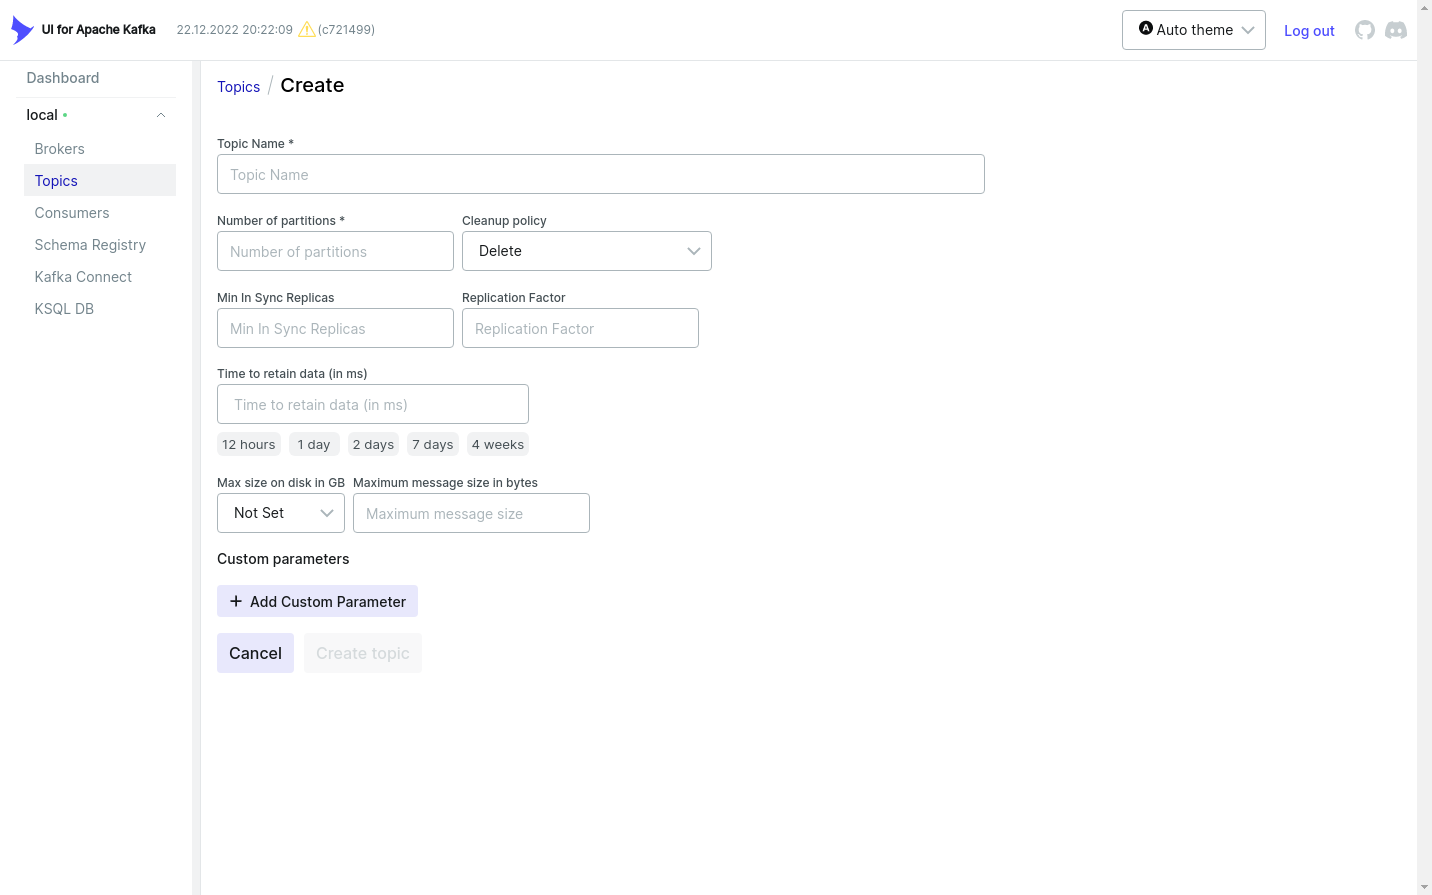 UI for Apache Kafka 22.12.2022 20:22:09 (c721499) A Auto theme Log out
Dashboard
local
Brokers
Topics
Consumers
Schema Registry
Kafka Connect
KSQL DB
Topics / Create
Topic Name *
Topic Name
Number of partitions * Cleanup policy
Number of partitions Delete
Min In Sync Replicas Replication Factor
Min In Sync Replicas Replication Factor
Time to retain data (in ms)
Time to retain data (in ms)
12 hours 1 day 2 days 7 days 4 weeks
Max size on disk in GB Maximum message size in bytes
Not Set Maximum message size
Custom parameters
+ Add Custom Parameter
Cancel Create topic